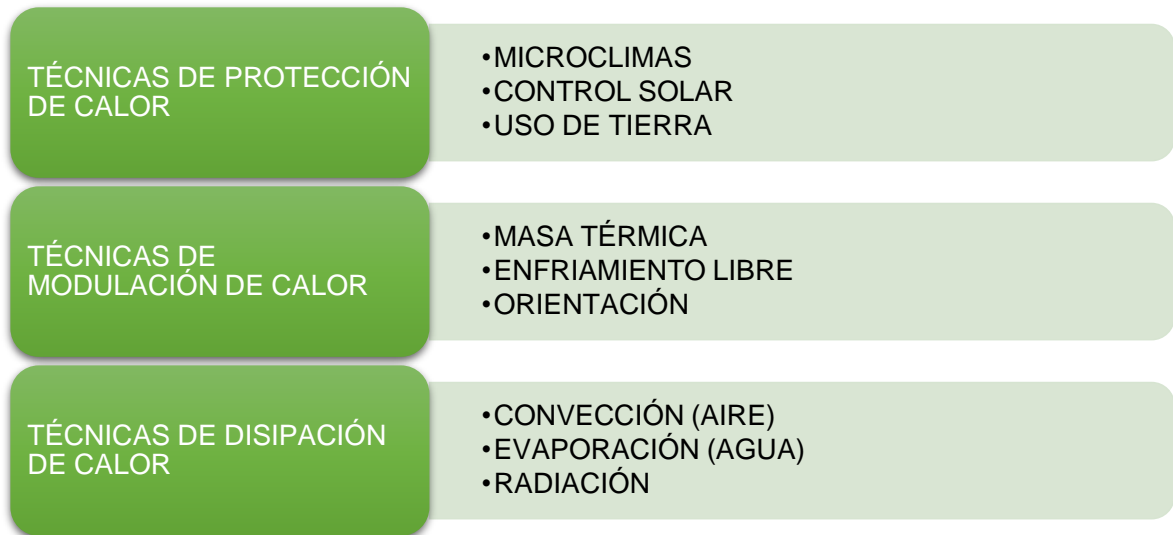 TÉCNICAS DE PROTECCIÓN
DE CALOR
•MICROCLIMAS
•CONTROL SOLAR
•USO DE TIERRA
TÉCNICAS DE
MODULACIÓN DE CALOR
•MASA TÉRMICA
•ENFRIAMIENTO LIBRE
•ORIENTACIÓN
TÉCNICAS DE DISIPACIÓN
DE CALOR
•CONVECCIÓN (AIRE)
•EVAPORACIÓN (AGUA)
•RADIACIÓN